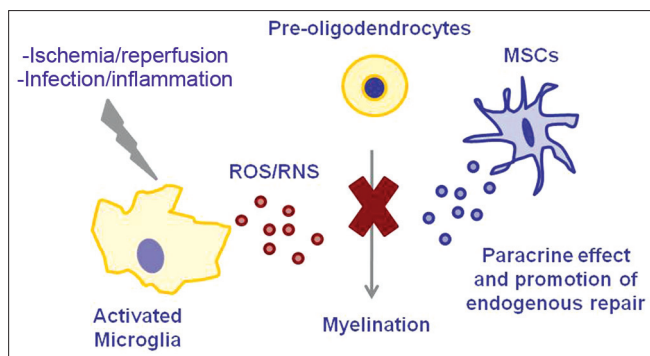 Pre-oligodendrocytes
-Ischemia/reperfusion
-Infection/inflammation
MSCs
ROS/RNS
Paracrine effect
and promotion of
endogenous repair
Activated
Microglia
Myelination